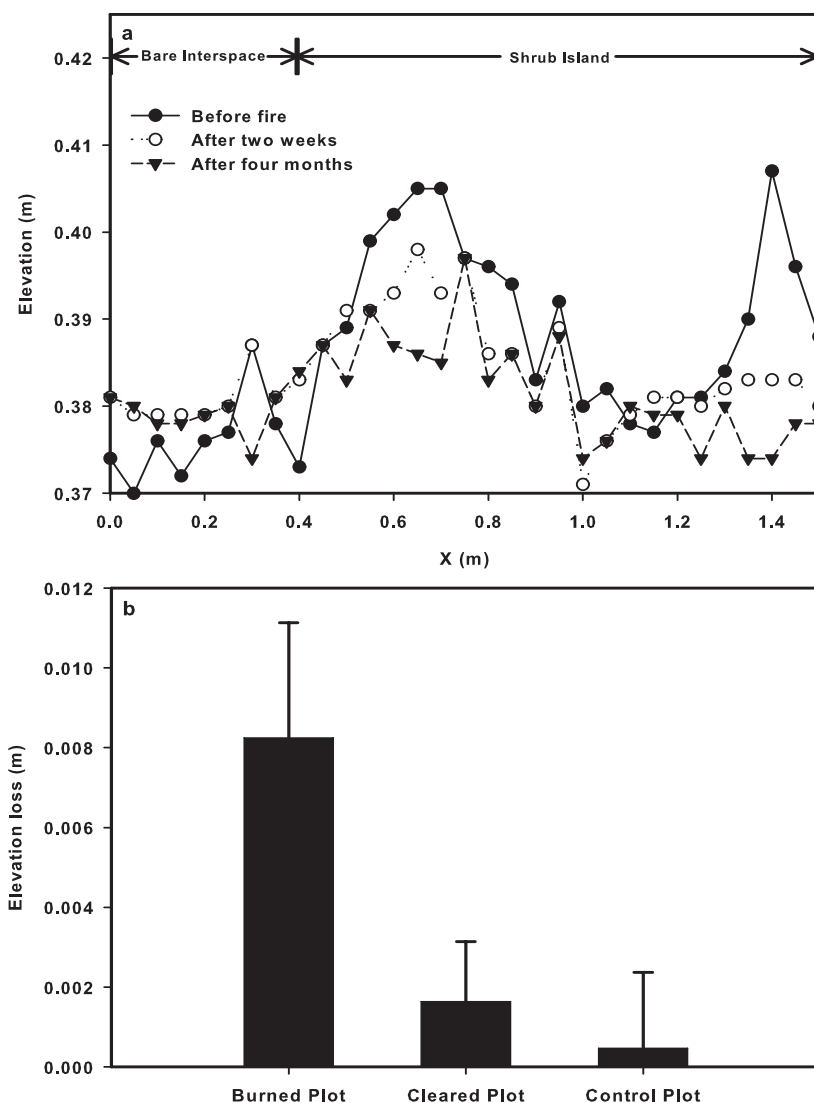 a
Bare Interspace
Shrub Island
Before fire
After two weeks
After four months
Elevation (m)
0.42
0.41
0.40
0.39
0.38
0.37
0.0 0.2 0.4 0.6 0.8 1.0 1.2 1.4
X (m)
b
Elevation loss (m)
0.012
0.010
0.008
0.006
0.004
0.002
0.000
Burned Plot Cleared Plot Control Plot